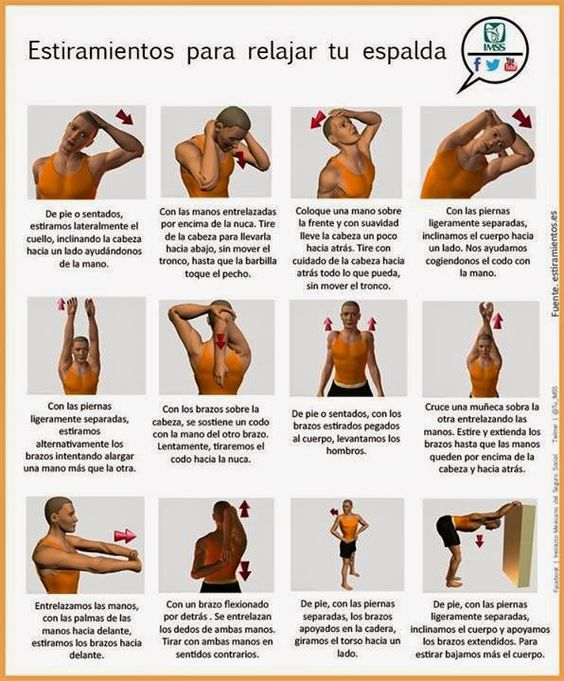 Estiramientos para relajar tu espalda
IMSS
De pie o sentados,
estiramos lateralmente el
cuello, inclinando la cabeza
hacia un lado ayudándonos
de la mano.
Con las manos entrelazadas
por encima de la nuca. Tire
de la cabeza para llevarla
hacia abajo, sin mover el
tronco, hasta que la barbilla
toque el pecho.
Coloque una mano sobre
la frente y con suavidad
lleve la cabeza un poco
hacia atrás. Tire con
cuidado de la cabeza hacia
atrás todo lo que pueda,
sin mover el tronco.
Con las piernas
ligeramente separadas,
inclinamos el cuerpo hacia
un lado. Nos ayudamos
cogiendonos el codo con
la mano.
Con las piernas
ligeramente separadas,
estiramos
alternativamente los
brazos intentando alargar
una mano más que la otra.
Con los brazos sobre la
cabeza, se sostiene un codo
con la mano del otro brazo.
Lentamente, tiraremos el
codo hacia la nuca.
De pie o sentados, con los
brazos estirados pegados
al cuerpo, levantamos los
hombros.
Cruce una muñeca sobra la
otra entrelazando las
manos. Estire y extienda los
brazos hasta que las manos
queden por encima de la
cabeza y hacia atrás.
Entrelazamos las manos,
con las palmas de las
manos hacia delante,
estiramos los brazos hacia
delante.
Con un brazo flexionado
por detrás . Se entrelazan
los dedos de ambas manos.
Tirar con ambas manos en
sentidos contrarios.
De pie, con las piernas
separadas, los brazos
apoyados en la cadera,
giramos el torso hacia un
lado.
De pie, con las piernas
ligeramente separadas,
inclinamos el cuerpo y apoyamos
los brazos extendidos. Para
estirar bajamos más el cuerpo.
Fuente. estiramientos.es
Facebook | Instituto Mexicano del Seguro Social Twitter | @Tu_IMSS